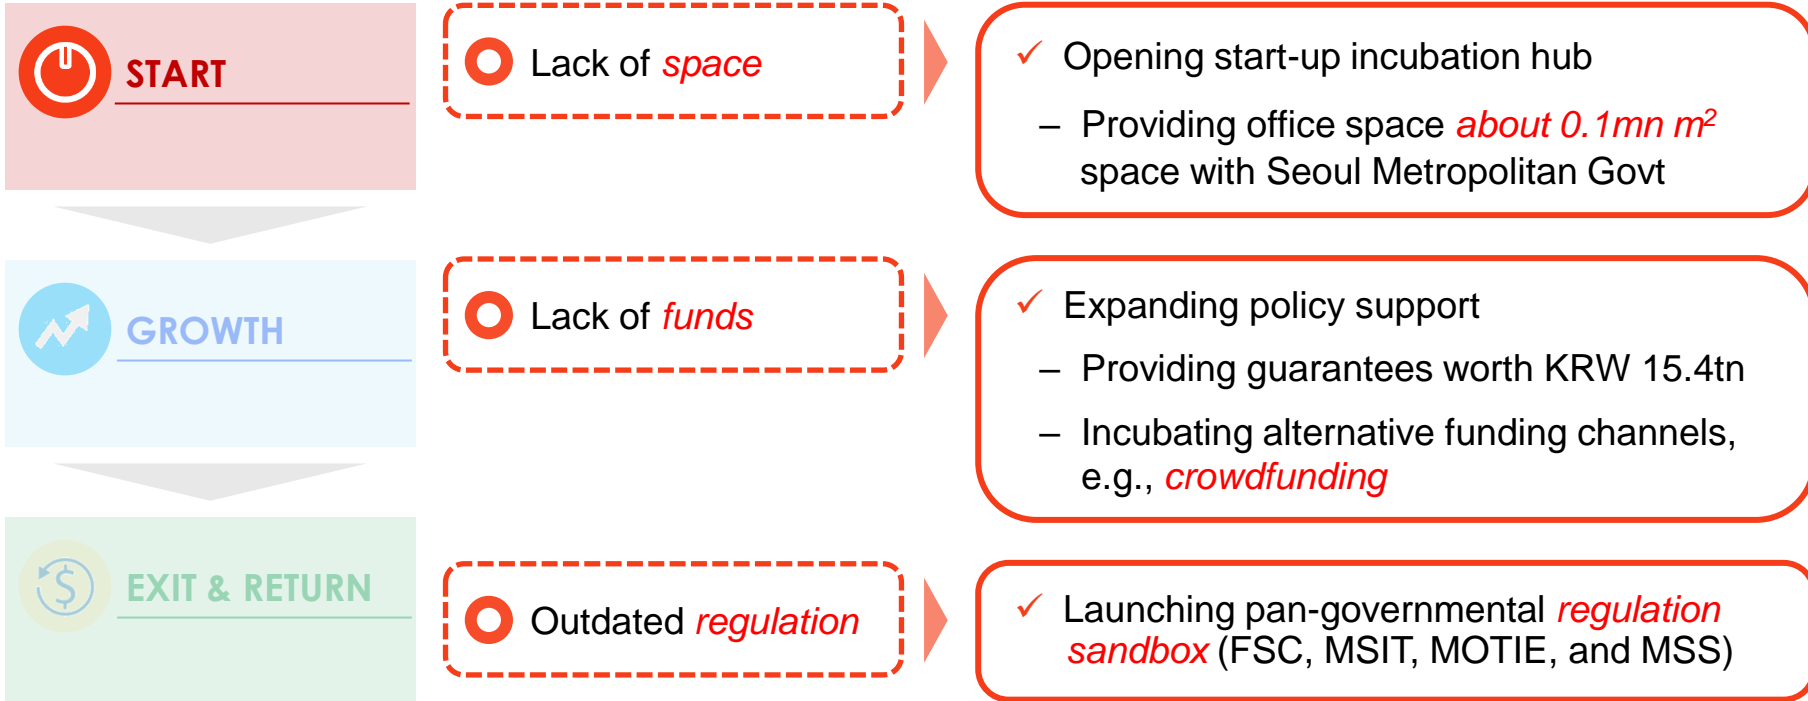 START
Lack of space
✓ Opening start-up incubation hub
– Providing office space about 0.1mn m²
space with Seoul Metropolitan Govt
GROWTH
Lack of funds
✓ Expanding policy support
– Providing guarantees worth KRW 15.4tn
– Incubating alternative funding channels,
e.g., crowdfunding
EXIT & RETURN
Outdated regulation
✓ Launching pan-governmental regulation
sandbox (FSC, MSIT, MOTIE, and MSS)